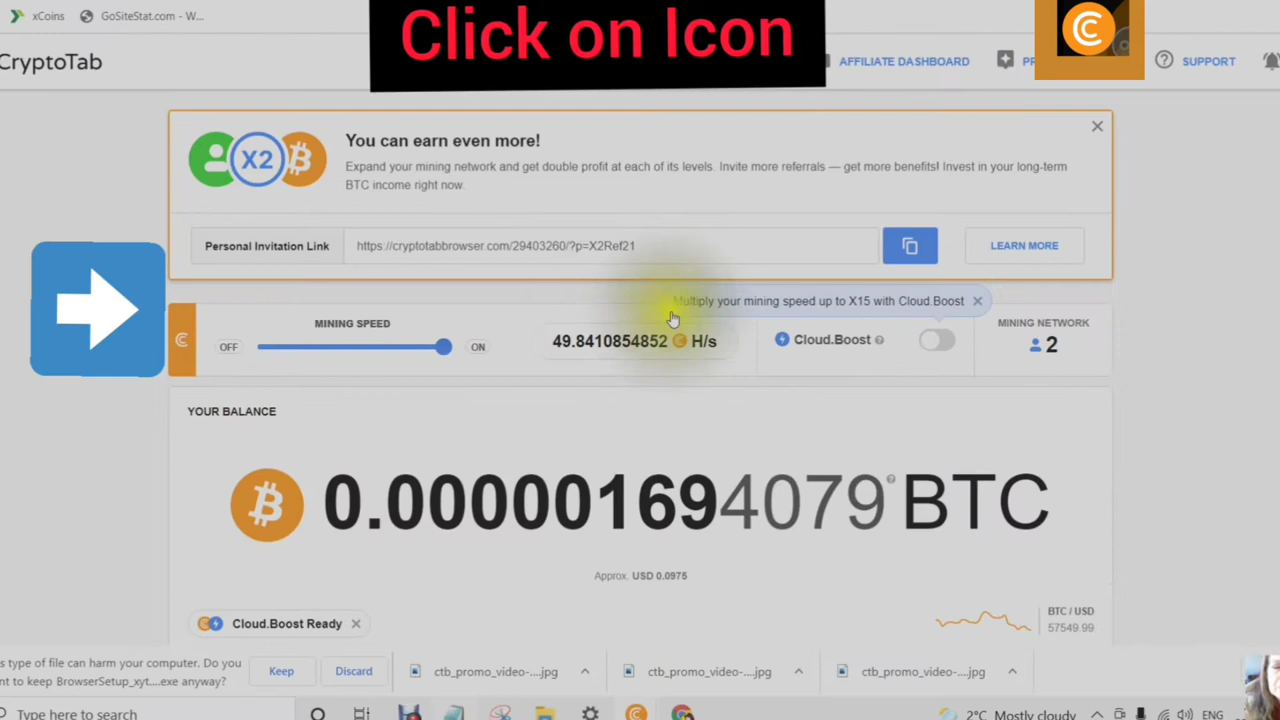 xCoins
GoSiteStat.com - W...
Click on Icon
CryptoTab
AFFILIATE DASHBOARD
SUPPORT
You can earn even more!
Expand your mining network and get double profit at each of its levels. Invite more referrals — get more benefits! Invest in your long-term
BTC income right now.
X2
Personal Invitation Link
https://cryptotabbrowser.com/29403260/?p=X2Ref21
LEARN MORE
Multiply your mining speed up to X15 with Cloud.Boost
MINING SPEED
OFF
ON
49.8410854852 H/s
Cloud.Boost
MINING NETWORK
2
YOUR BALANCE
0.000001694079 BTC
Approx. USD 0.0975
Cloud.Boost Ready
BTC / USD
57549.99
s type of file can harm your computer. Do you
nt to keep BrowserSetup_xyt....exe anyway?
Keep
Discard
ctb_promo_video-....jpg
ctb_promo_video-....jpg
ctb_promo_video-....jpg
Type here to search
2°C Mostly cloudy
ENG